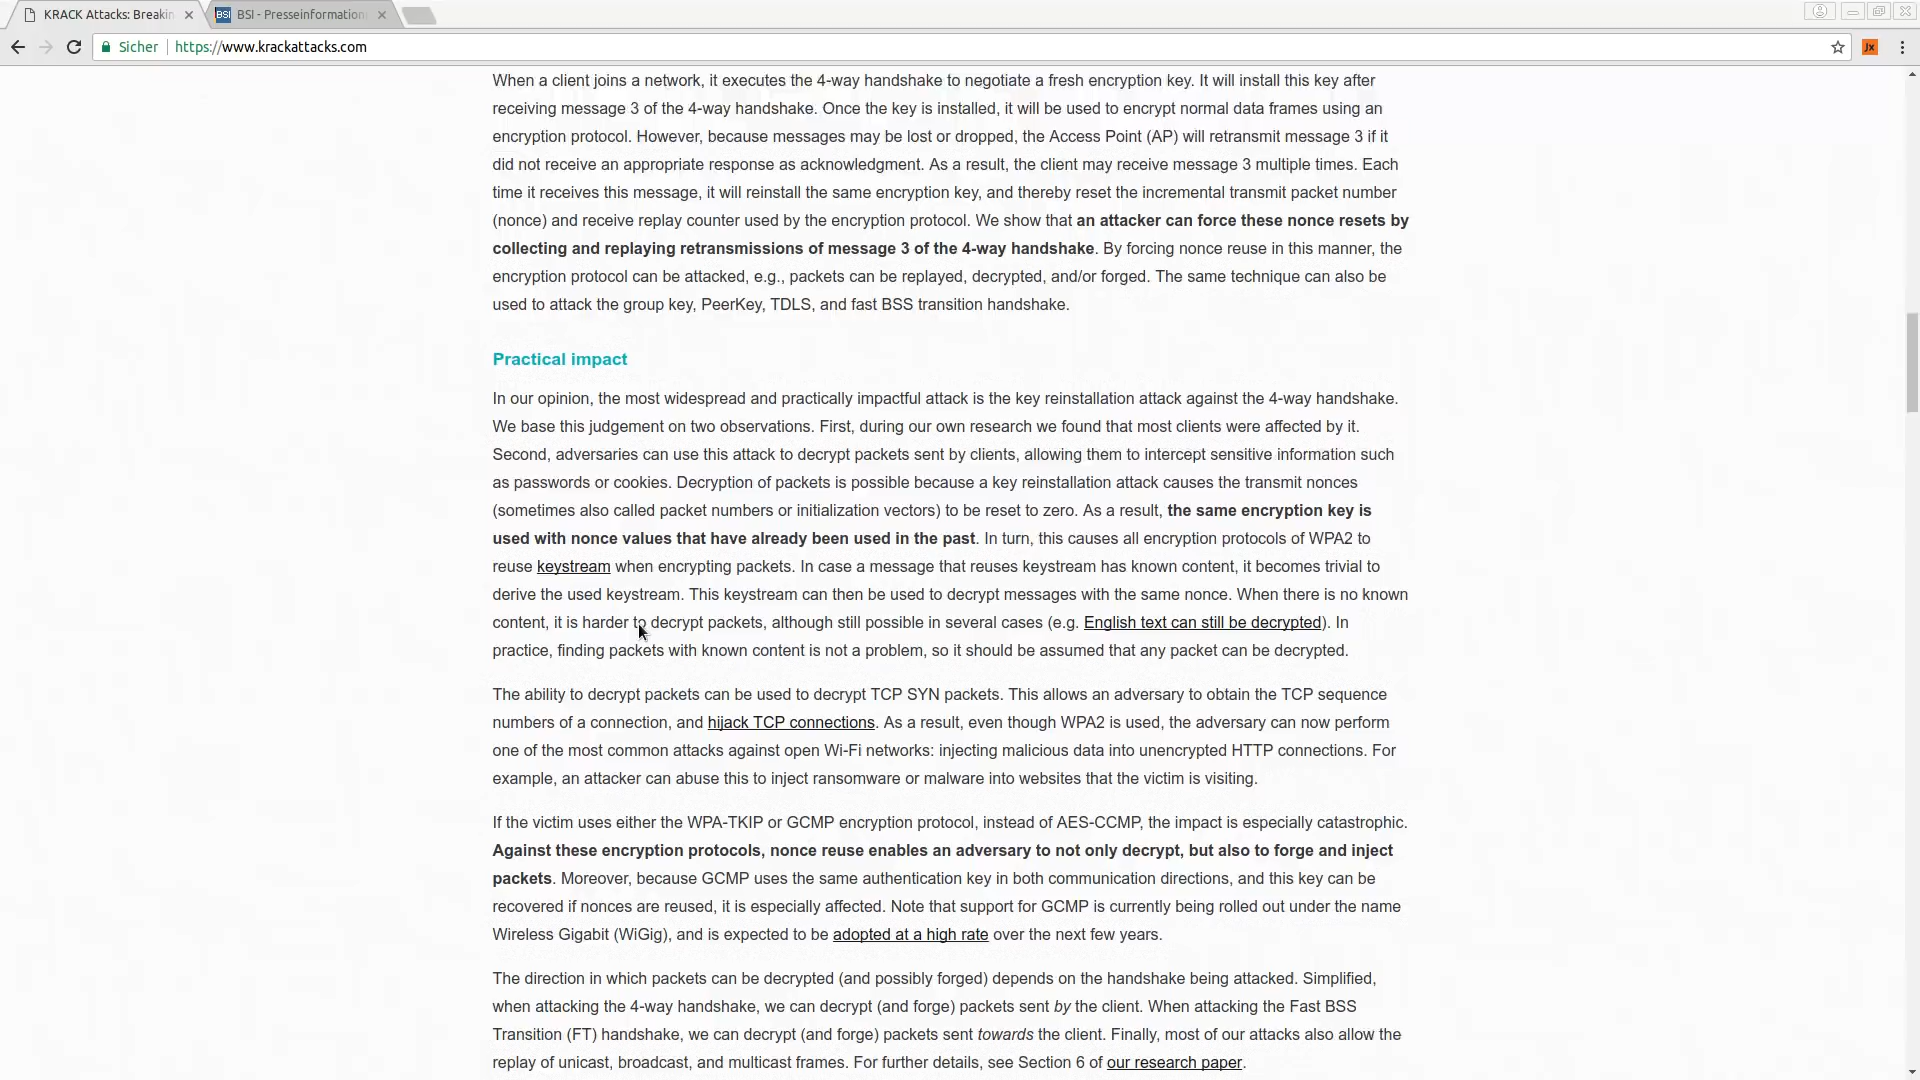 KRACK Attacks: Breakin
BSI - Presseinformation
Sicher
https://www.krackattacks.com
Jx
When a client joins a network, it executes the 4-way handshake to negotiate a fresh encryption key. It will install this key after
receiving message 3 of the 4-way handshake. Once the key is installed, it will be used to encrypt normal data frames using an
encryption protocol. However, because messages may be lost or dropped, the Access Point (AP) will retransmit message 3 if it
did not receive an appropriate response as acknowledgment. As a result, the client may receive message 3 multiple times. Each
time it receives this message, it will reinstall the same encryption key, and thereby reset the incremental transmit packet number
(nonce) and receive replay counter used by the encryption protocol. We show that an attacker can force these nonce resets by
collecting and replaying retransmissions of message 3 of the 4-way handshake. By forcing nonce reuse in this manner, the
encryption protocol can be attacked, e.g., packets can be replayed, decrypted, and/or forged. The same technique can also be
used to attack the group key, PeerKey, TDLS, and fast BSS transition handshake.
Practical impact
In our opinion, the most widespread and practically impactful attack is the key reinstallation attack against the 4-way handshake.
We base this judgement on two observations. First, during our own research we found that most clients were affected by it.
Second, adversaries can use this attack to decrypt packets sent by clients, allowing them to intercept sensitive information such
as passwords or cookies. Decryption of packets is possible because a key reinstallation attack causes the transmit nonces
(sometimes also called packet numbers or initialization vectors) to be reset to zero. As a result, the same encryption key is
used with nonce values that have already been used in the past. In turn, this causes all encryption protocols of WPA2 to
reuse keystream when encrypting packets. In case a message that reuses keystream has known content, it becomes trivial to
derive the used keystream. This keystream can then be used to decrypt messages with the same nonce. When there is no known
content, it is harder to decrypt packets, although still possible in several cases (e.g. English text can still be decrypted). In
practice, finding packets with known content is not a problem, so it should be assumed that any packet can be decrypted.
The ability to decrypt packets can be used to decrypt TCP SYN packets. This allows an adversary to obtain the TCP sequence
numbers of a connection, and hijack TCP connections. As a result, even though WPA2 is used, the adversary can now perform
one of the most common attacks against open Wi-Fi networks: injecting malicious data into unencrypted HTTP connections. For
example, an attacker can abuse this to inject ransomware or malware into websites that the victim is visiting.
If the victim uses either the WPA-TKIP or GCMP encryption protocol, instead of AES-CCMP, the impact is especially catastrophic.
Against these encryption protocols, nonce reuse enables an adversary to not only decrypt, but also to forge and inject
packets. Moreover, because GCMP uses the same authentication key in both communication directions, and this key can be
recovered if nonces are reused, it is especially affected. Note that support for GCMP is currently being rolled out under the name
Wireless Gigabit (WiGig), and is expected to be adopted at a high rate over the next few years.
The direction in which packets can be decrypted (and possibly forged) depends on the handshake being attacked. Simplified,
when attacking the 4-way handshake, we can decrypt (and forge) packets sent by the client. When attacking the Fast BSS
Transition (FT) handshake, we can decrypt (and forge) packets sent towards the client. Finally, most of our attacks also allow the
replay of unicast, broadcast, and multicast frames. For further details, see Section 6 of our research paper.